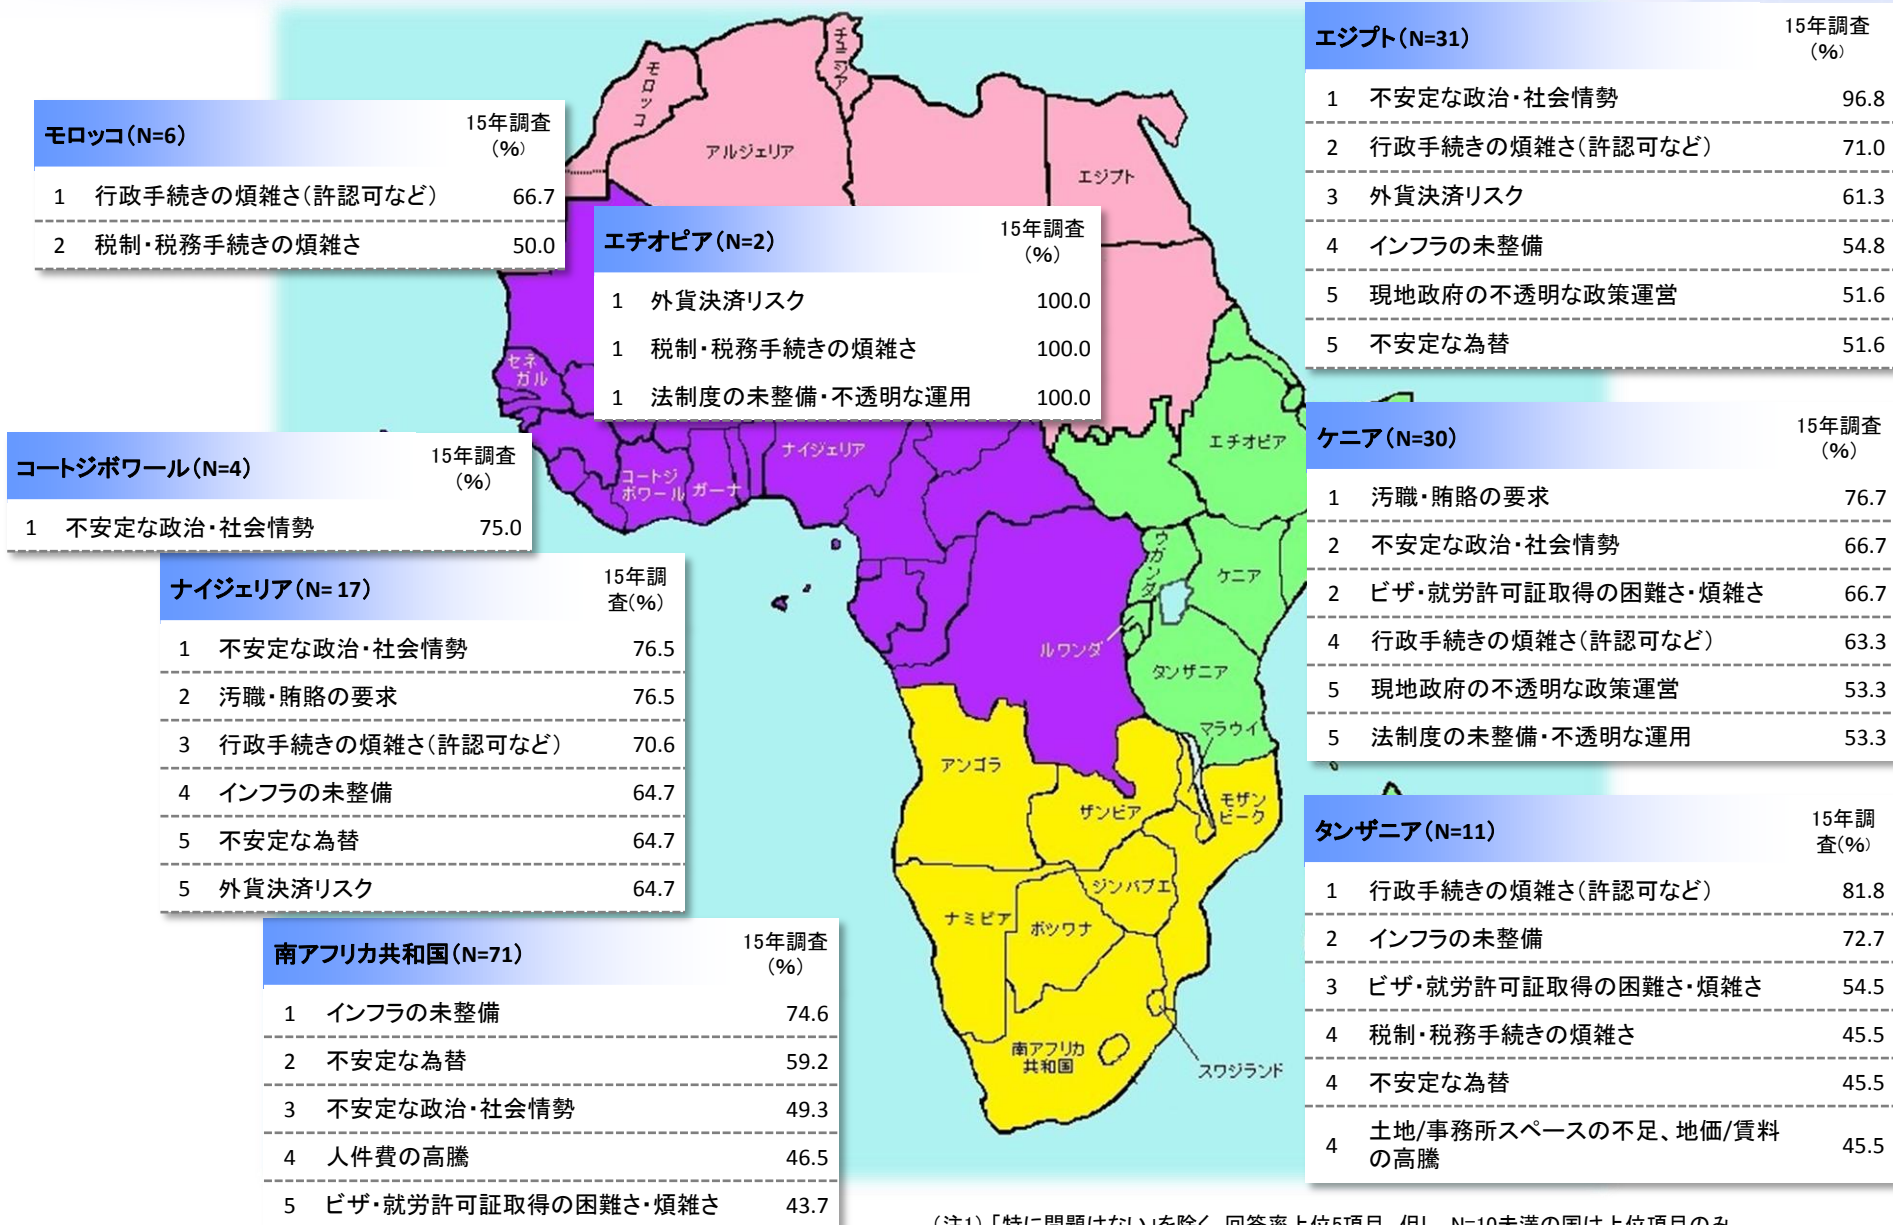 モロッコ（N=6） 15年調査（%）
1 行政手続きの煩雑さ（許認可など） 66.7
2 税制・税務手続きの煩雑さ 50.0
エチオピア（N=2） 15年調査（%）
1 外貨決済リスク 100.0
1 税制・税務手続きの煩雑さ 100.0
1 法制度の未整備・不透明な運用 100.0
コートジボワール（N=4） 15年調査（%）
1 不安定な政治・社会情勢 75.0
ナイジェリア（N= 17） 15年調査（%）
1 不安定な政治・社会情勢 76.5
2 汚職・賄賂の要求 76.5
3 行政手続きの煩雑さ（許認可など） 70.6
4 インフラの未整備 64.7
5 不安定な為替 64.7
5 外貨決済リスク 64.7
南アフリカ共和国（N=71） 15年調査（%）
1 インフラの未整備 74.6
2 不安定な為替 59.2
3 不安定な政治・社会情勢 49.3
4 人件費の高騰 46.5
5 ビザ・就労許可証取得の困難さ・煩雑さ 43.7
エジプト（N=31） 15年調査（%）
1 不安定な政治・社会情勢 96.8
2 行政手続きの煩雑さ（許認可など） 71.0
3 外貨決済リスク 61.3
4 インフラの未整備 54.8
5 現地政府の不透明な政策運営 51.6
5 不安定な為替 51.6
ケニア（N=30） 15年調査（%）
1 汚職・賄賂の要求 76.7
2 不安定な政治・社会情勢 66.7
2 ビザ・就労許可証取得の困難さ・煩雑さ 66.7
4 行政手続きの煩雑さ（許認可など） 63.3
5 現地政府の不透明な政策運営 53.3
5 法制度の未整備・不透明な運用 53.3
タンザニア（N=11） 15年調査（%）
1 行政手続きの煩雑さ（許認可など） 81.8
2 インフラの未整備 72.7
3 ビザ・就労許可証取得の困難さ・煩雑さ 54.5
4 税制・税務手続きの煩雑さ 45.5
4 不安定な為替 45.5
4 土地/事務所スペースの不足、地価/賃料
の高騰 45.5
モロッコ
チュニジア
アルジェリア
エジプト
セネ
ガル
ナイジェリア
コートジ
ボワール
ガーナ
エチオピア
ウガンダ
ケニア
ルワンダ
タンザニア
マラウイ
アンゴラ
ザンビア
モザン
ビーク
ジンバブエ
ナミビア
ボツワナ
南アフリカ
共和国
スワジランド
（注1）「特に問題はない」を除く、回答率上位5項目。但し、N=10未満の国は上位項目のみ